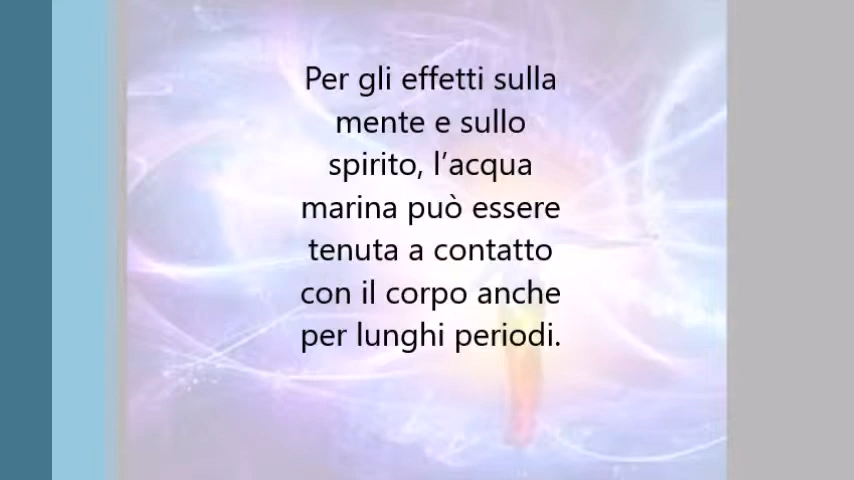 Per gli effetti sulla
mente e sullo
spirito, l’acqua
marina può essere
tenuta a contatto
con il corpo anche
per lunghi periodi.